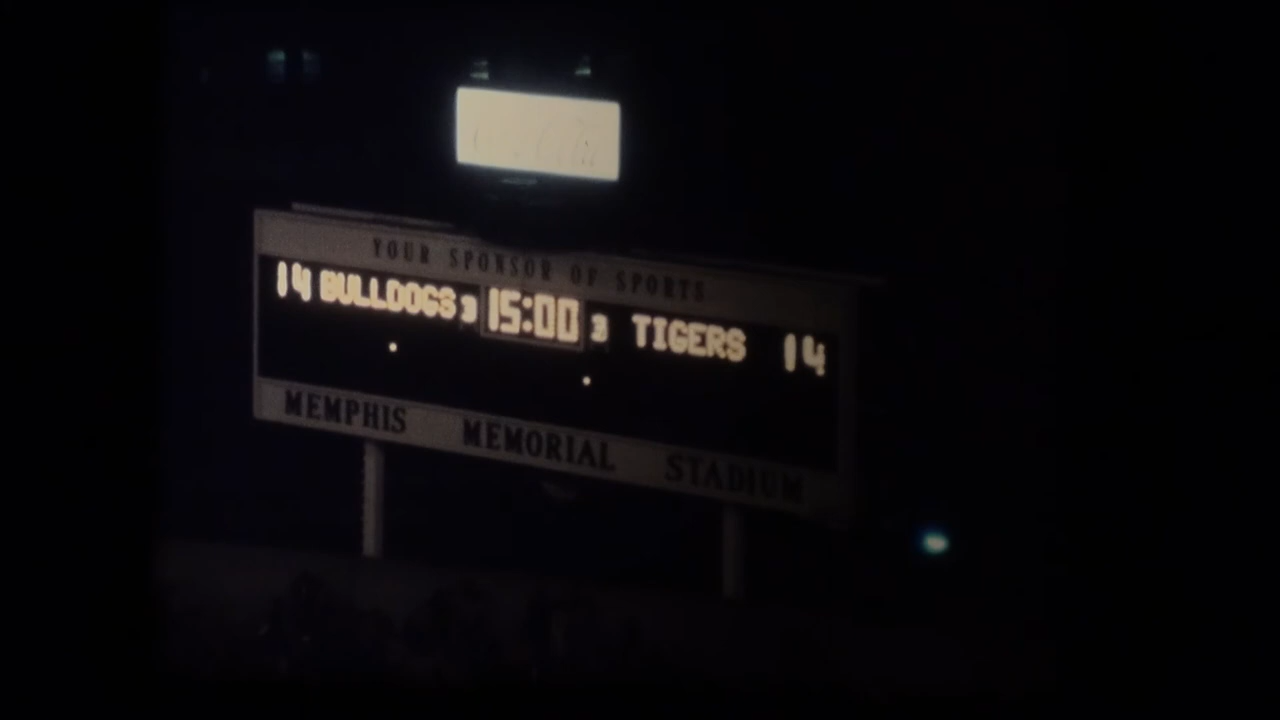 YOUR SPONSOR OF SPORTS
14 BULLDOGS 3 15:00 3 TIGERS 14
MEMPHIS MEMORIAL STADIUM